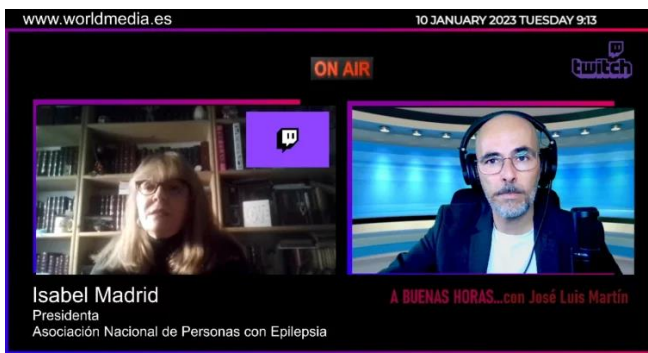 www.worldmedia.es
10 JANUARY 2023 TUESDAY 9:13
ON AIR
twitch
Isabel Madrid
Presidenta
Asociación Nacional de Personas con Epilepsia
A BUENAS HORAS...con José Luis Martín